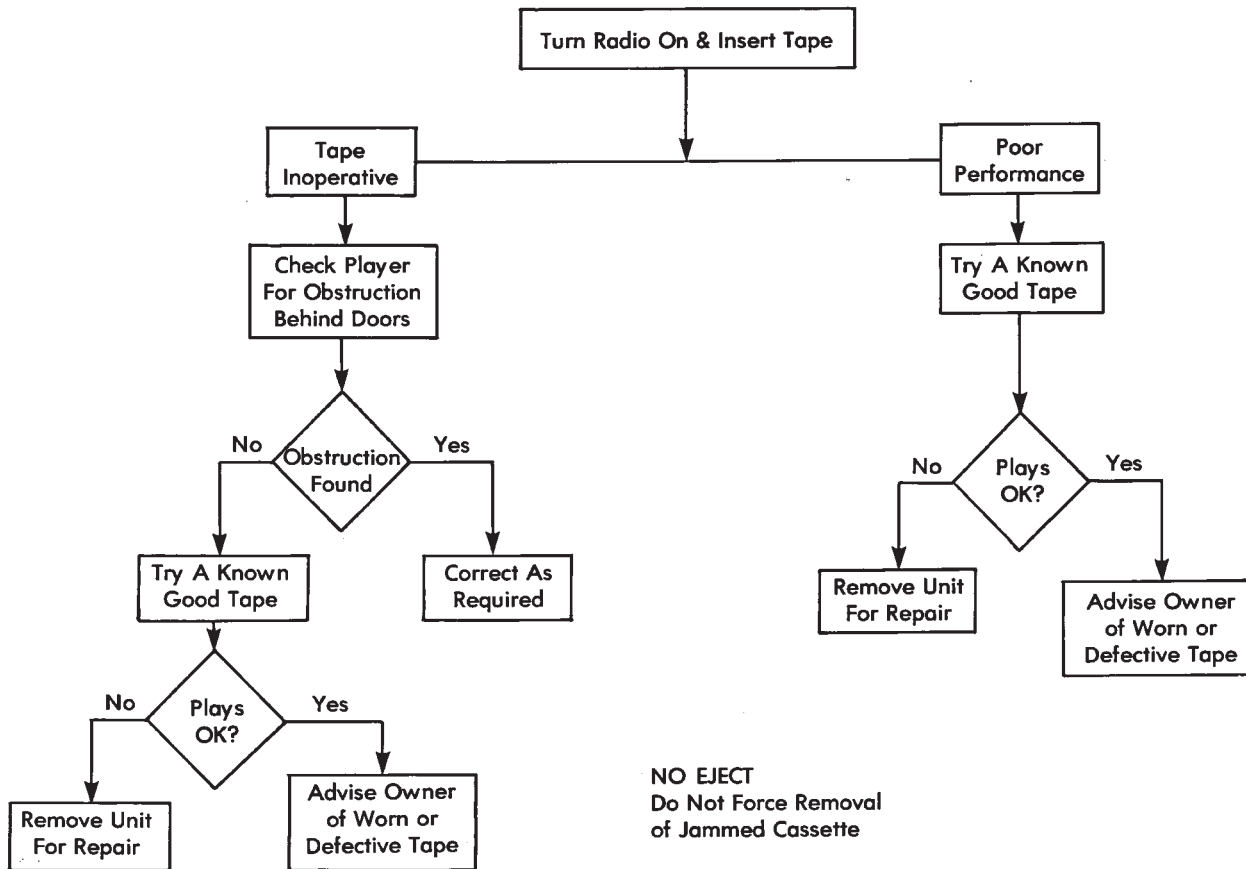 Turn Radio On & Insert Tape
Tape
Inoperative
Poor
Performance
Check Player
For Obstruction
Behind Doors
Try A Known
Good Tape
Obstruction
Found
No
Yes
Try A Known
Good Tape
Correct As
Required
Plays
OK?
No
Yes
Remove Unit
For Repair
Advise Owner
of Worn or
Defective Tape
Plays
OK?
No
Yes
Remove Unit
For Repair
Advise Owner
of Worn or
Defective Tape
NO EJECT
Do Not Force Removal
of Jammed Cassette